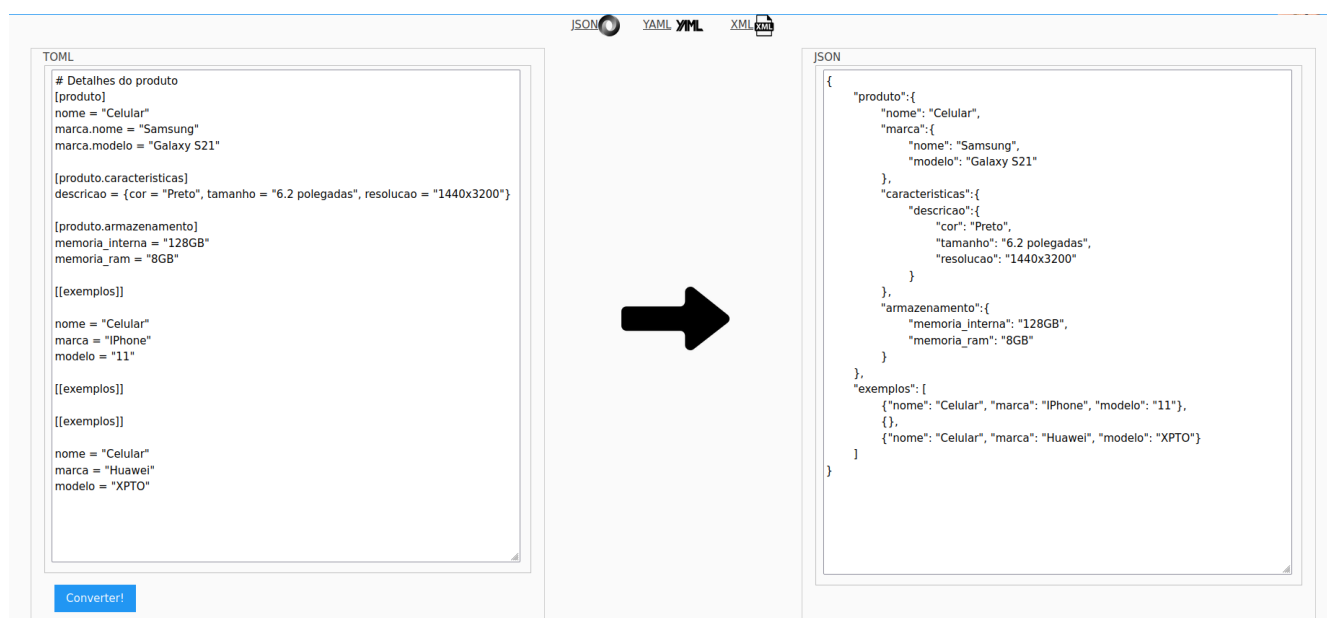 JSON YAML YAML XML XML
TOML
# Detalhes do produto
[produto]
nome = "Celular"
marca.nome = "Samsung"
marca.modelo = "Galaxy S21"
[produto.caracteristicas]
descricao = {cor = "Preto", tamanho = "6.2 polegadas", resolucao = "1440x3200"}
[produto.armazenamento]
memoria_interna = "128GB"
memoria_ram = "8GB"
[[exemplos]]
nome = "Celular"
marca = "IPhone"
modelo = "11"
[[exemplos]]
[[exemplos]]
nome = "Celular"
marca = "Huawei"
modelo = "XPTO"
Converter!
JSON
{
"produto":{
"nome": "Celular",
"marca":{
"nome": "Samsung",
"modelo": "Galaxy S21"
},
"caracteristicas":{
"descricao":{
"cor": "Preto",
"tamanho": "6.2 polegadas",
"resolucao": "1440x3200"
}
},
"armazenamento":{
"memoria_interna": "128GB",
"memoria_ram": "8GB"
}
},
"exemplos": [
{"nome": "Celular", "marca": "IPhone", "modelo": "11"},
{},
{"nome": "Celular", "marca": "Huawei", "modelo": "XPTO"}
]
}